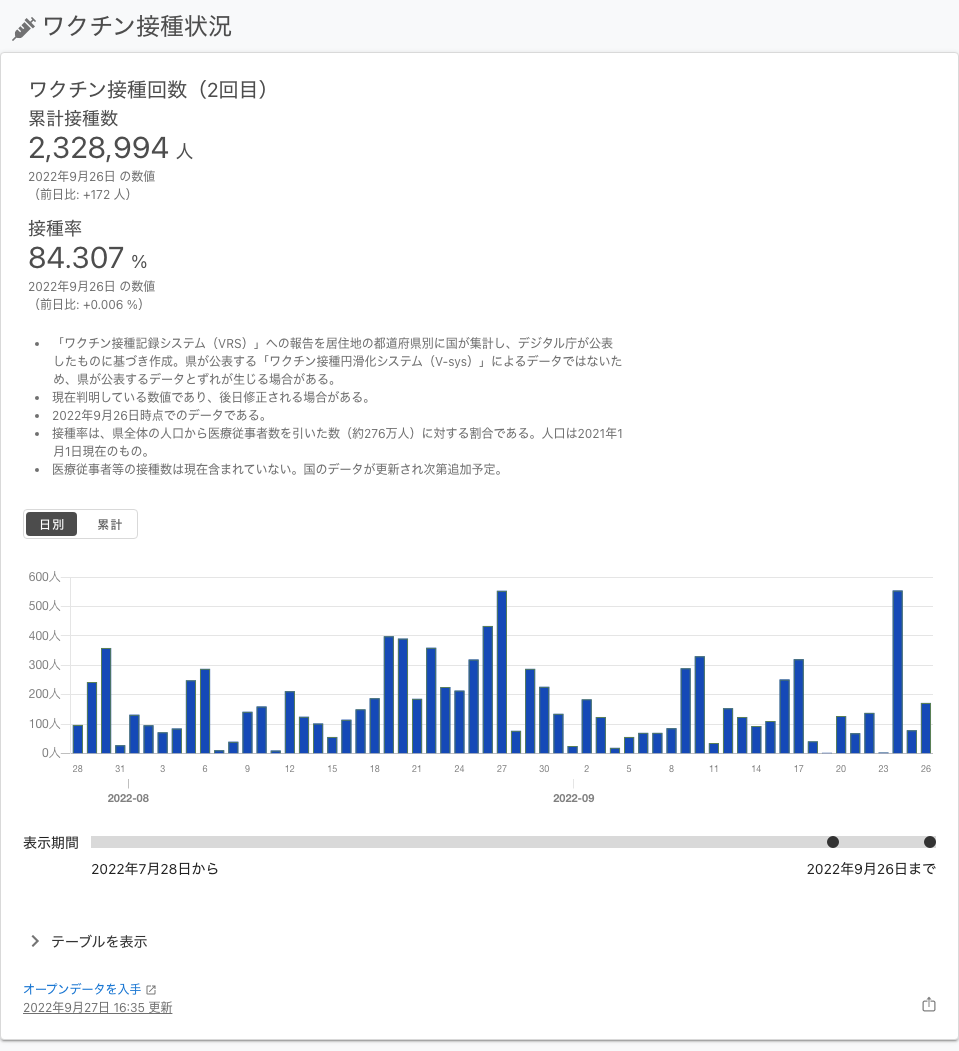 ワクチン接種状況
ワクチン接種回数（2回目）
累計接種数
2,328,994 人
2022年9月26日 の数値
（前日比: +172 人）
接種率
84.307 %
2022年9月26日 の数値
（前日比: +0.006 %）
• 「ワクチン接種記録システム（VRS）」への報告を居住地の都道府県別に国が集計し、デジタル庁が公表
したものに基づき作成。県が公表する「ワクチン接種円滑化システム（V-sys）」によるデータではないた
め、県が公表するデータとずれが生じる場合がある。
• 現在判明している数値であり、後日修正される場合がある。
• 2022年9月26日時点でのデータである。
• 接種率は、県全体の人口から医療従事者数を引いた数（約276万人）に対する割合である。人口は2021年1
月1日現在のもの。
• 医療従事者等の接種数は現在含まれていない。国のデータが更新され次第追加予定。
日別 累計
600人
500人
400人
300人
200人
100人
0人
28 31 3 6 9 12 15 18 21 24 27 30 2 5 8 11 14 17 20 23 26
2022-08 2022-09
表示期間
2022年7月28日から 2022年9月26日まで
テーブルを表示
オープンデータを入手
2022年9月27日 16:35 更新